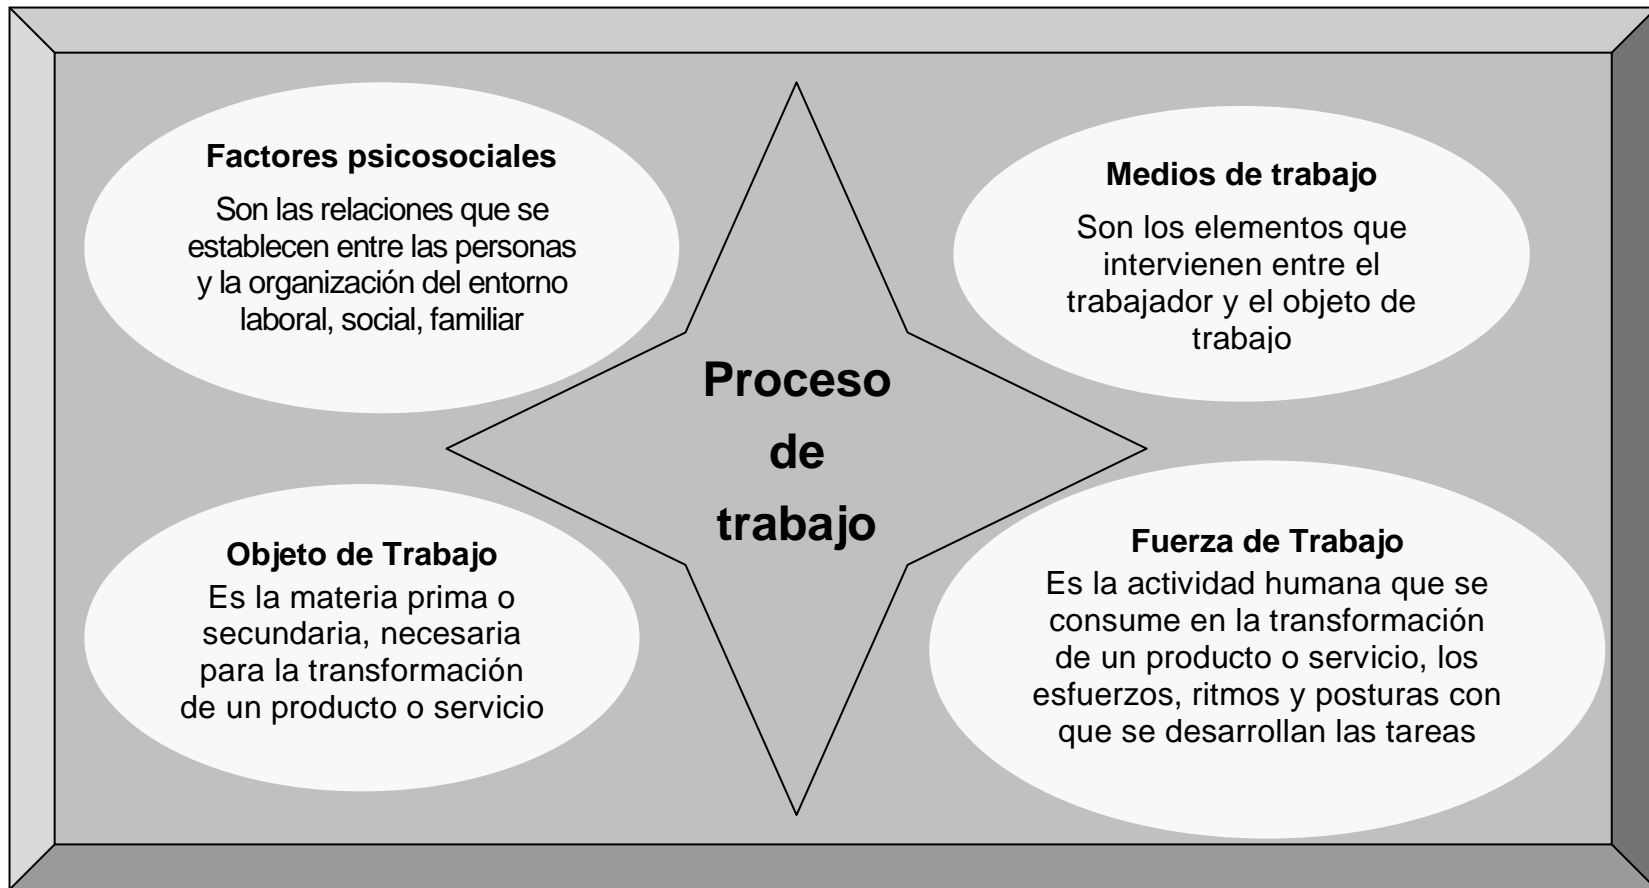 Factores psicosociales
Son las relaciones que se
establecen entre las personas
y la organización del entorno
laboral, social, familiar
Medios de trabajo
Son los elementos que
intervienen entre el
trabajador y el objeto de
trabajo
Proceso
de
trabajo
Objeto de Trabajo
Es la materia prima o
secundaria, necesaria
para la transformación
de un producto o servicio
Fuerza de Trabajo
Es la actividad humana que se
consume en la transformación
de un producto o servicio, los
esfuerzos, ritmos y posturas con
que se desarrollan las tareas